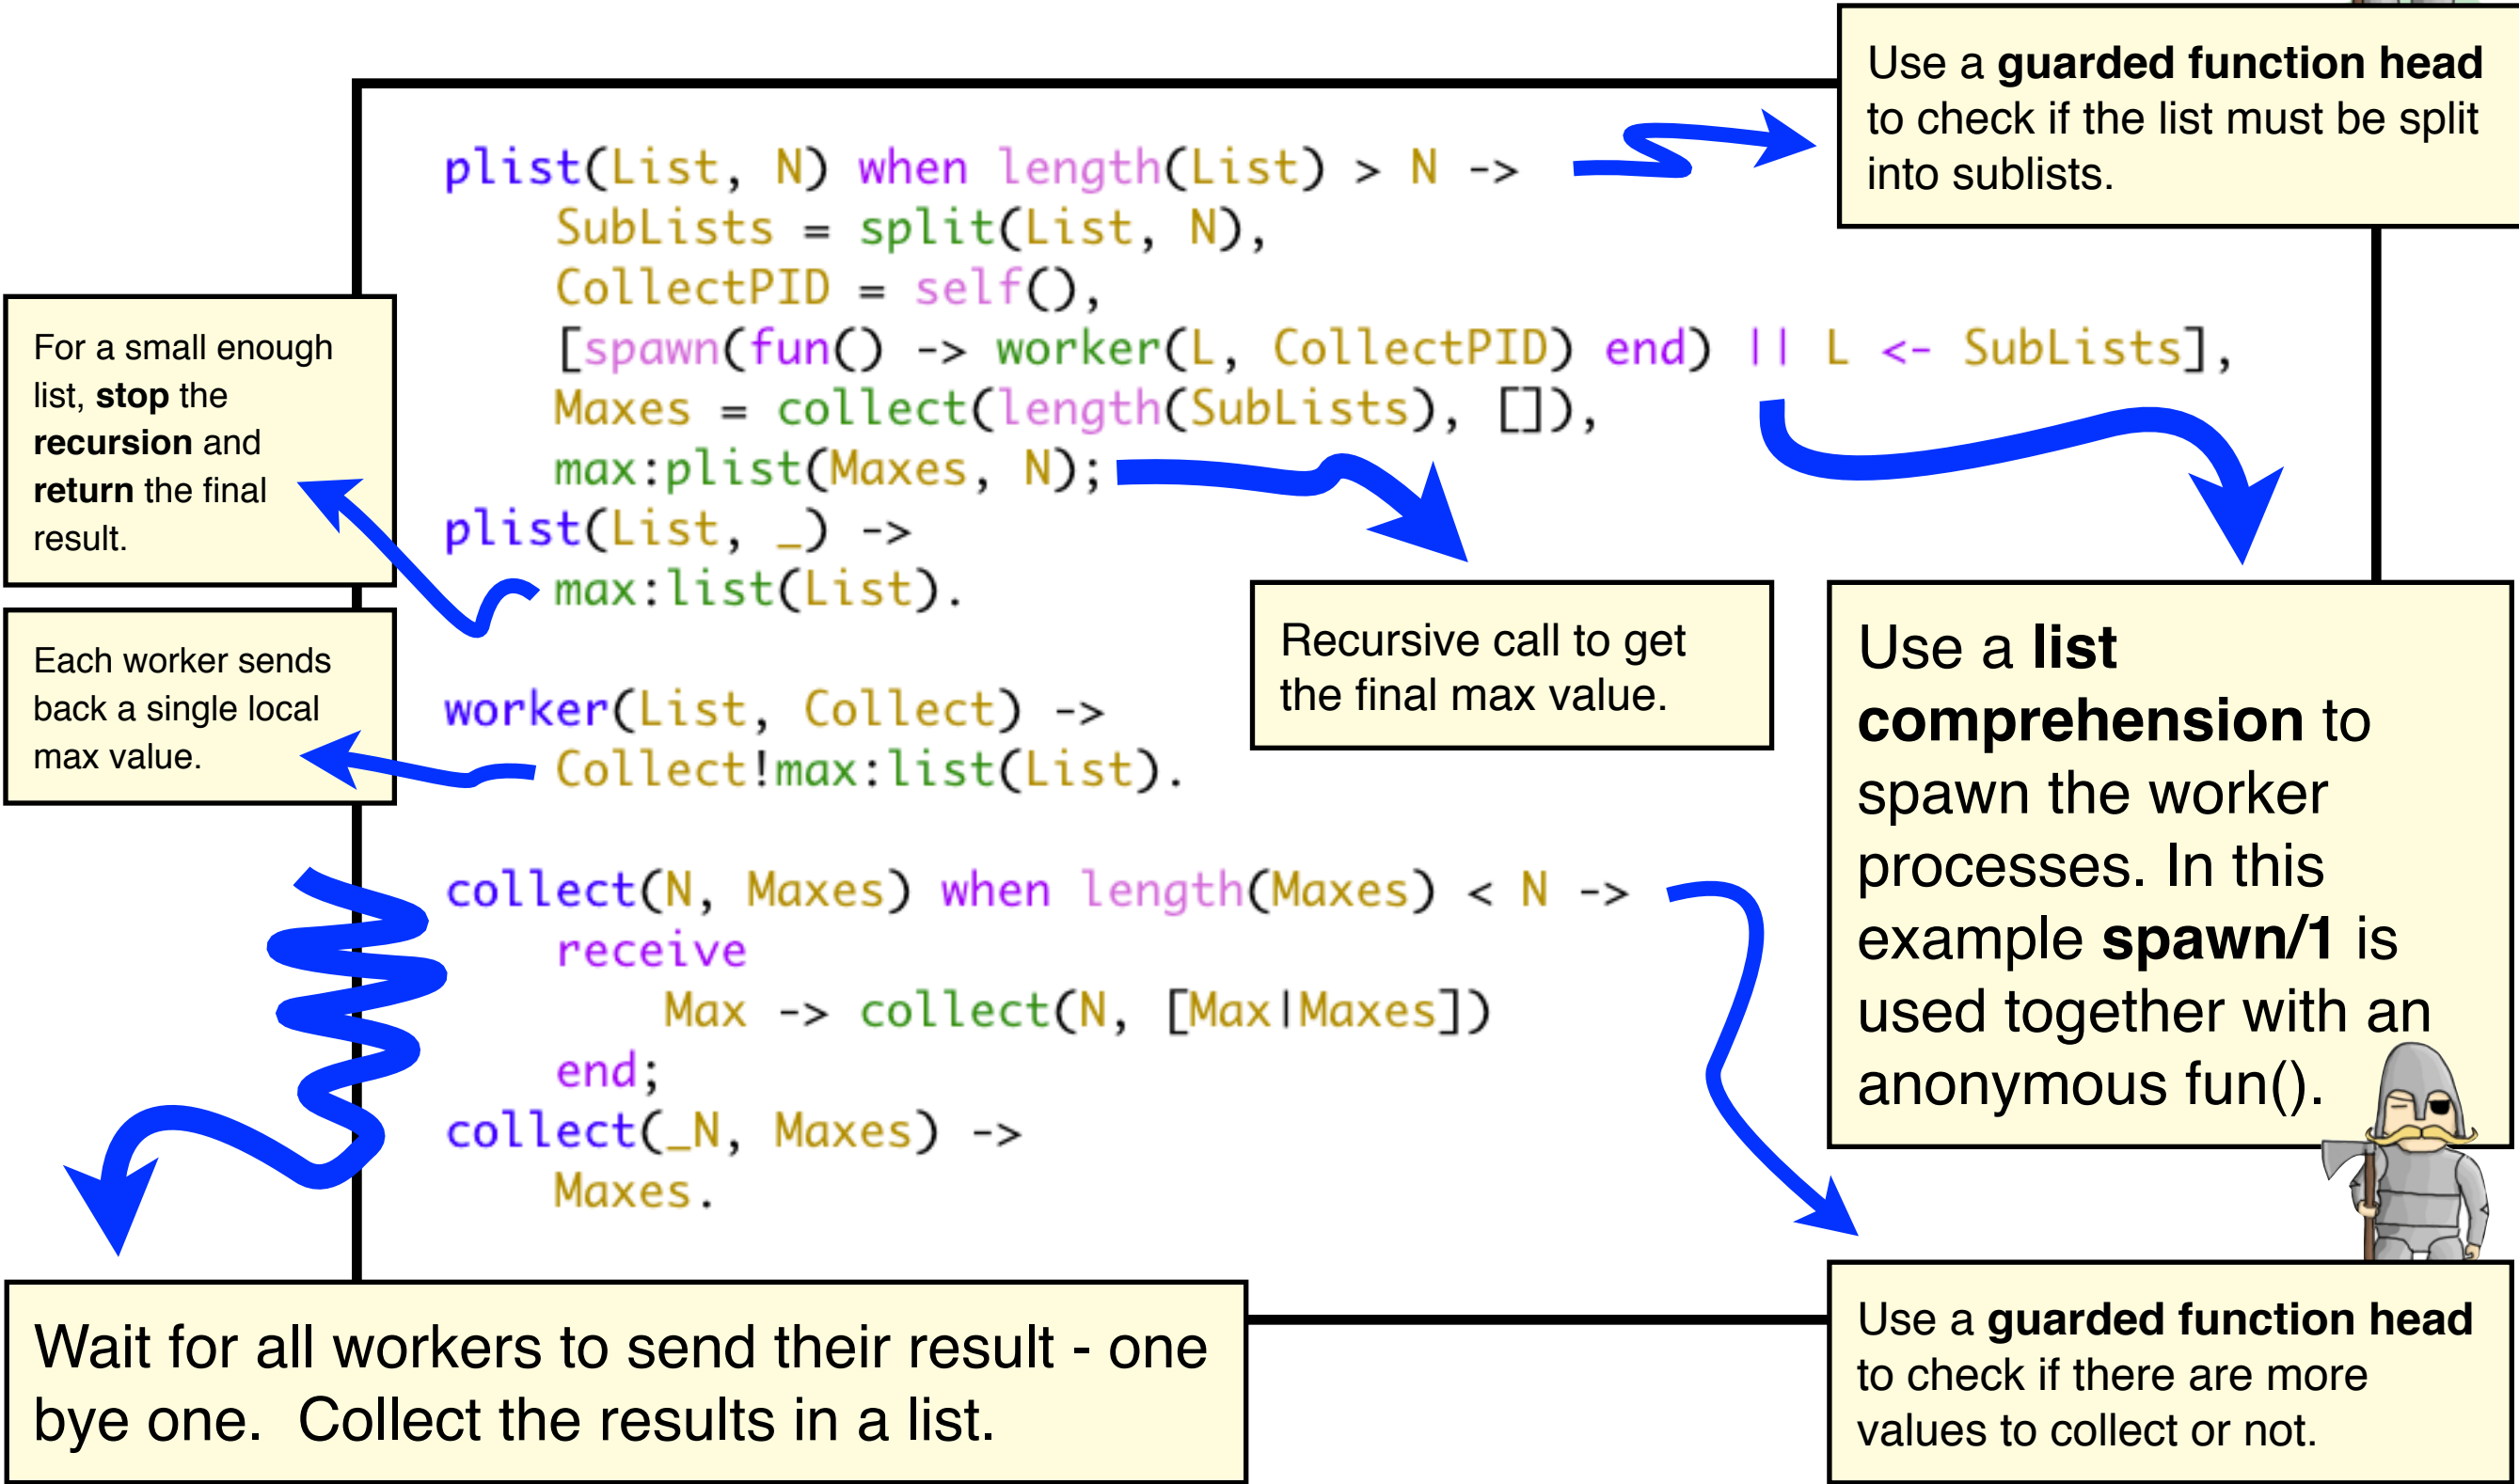 Use a guarded function head
to check if the list must be split
into sublists.
plist(List, N) when length(List) > N ->
    SubLists = split(List, N),
    CollectPID = self(),
    [spawn(fun() -> worker(L, CollectPID) end) || L <- SubLists],
    Maxes = collect(length(SubLists), []),
    max:plist(Maxes, N);
plist(List, _) ->
    max:list(List).

worker(List, Collect) ->
    Collect!max:list(List).

collect(N, Maxes) when length(Maxes) < N ->
    receive
        Max -> collect(N, [Max|Maxes])
    end;
collect(_N, Maxes) ->
    Maxes.
For a small enough
list, stop the
recursion and
return the final
result.
Each worker sends
back a single local
max value.
Recursive call to get
the final max value.
Use a list
comprehension to
spawn the worker
processes. In this
example spawn/1 is
used together with an
anonymous fun().
Wait for all workers to send their result - one
bye one.  Collect the results in a list.
Use a guarded function head
to check if there are more
values to collect or not.